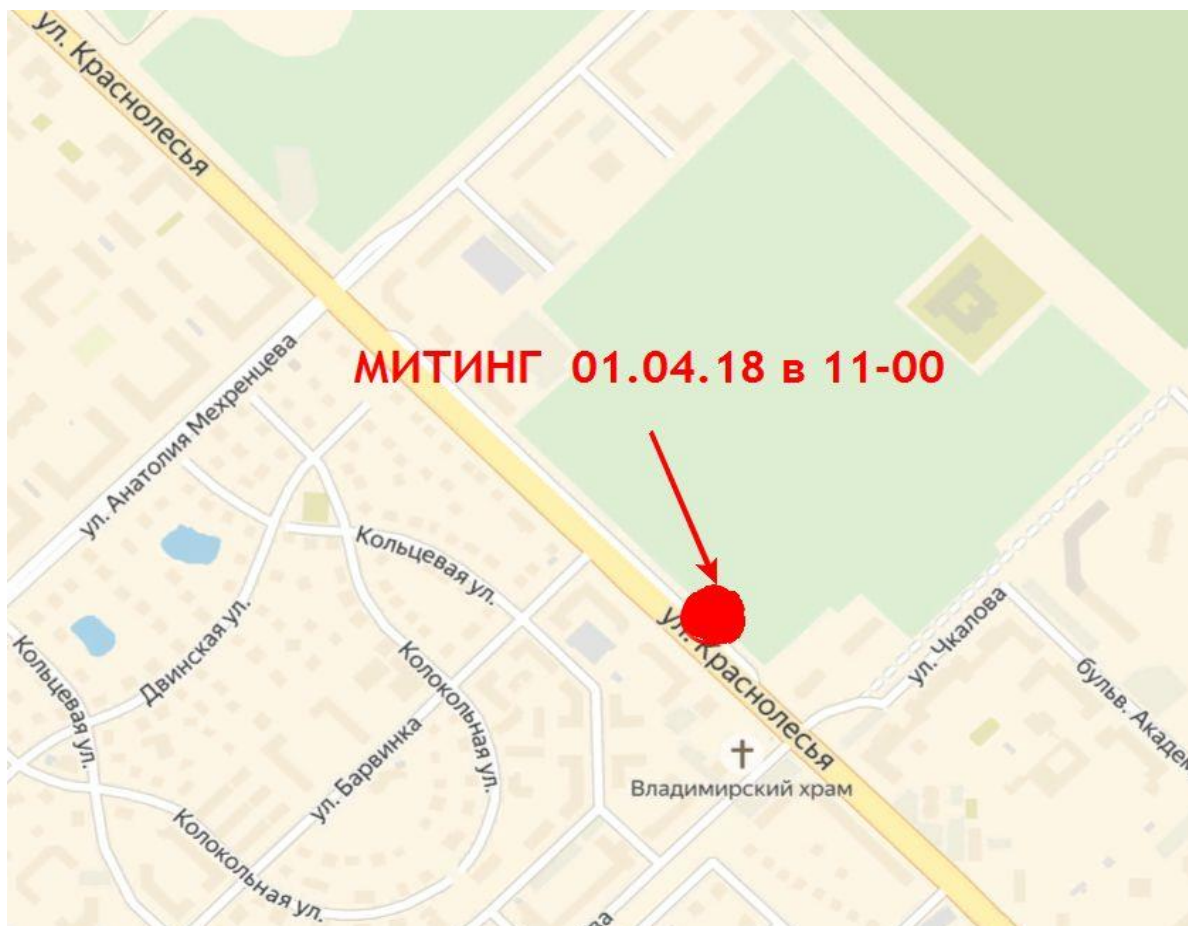 ул. Краснолесья
МИТИНГ 01.04.18 в 11-00
ул. Анатолия Мехренцева
Кольцевая ул.
ул. Краснолесья
ул. Чкалова
Двинская ул.
Колокольная ул.
Кольцевая ул.
бульв. Академ
ул. Барвинка
Владимирский храм
Колокольная ул.